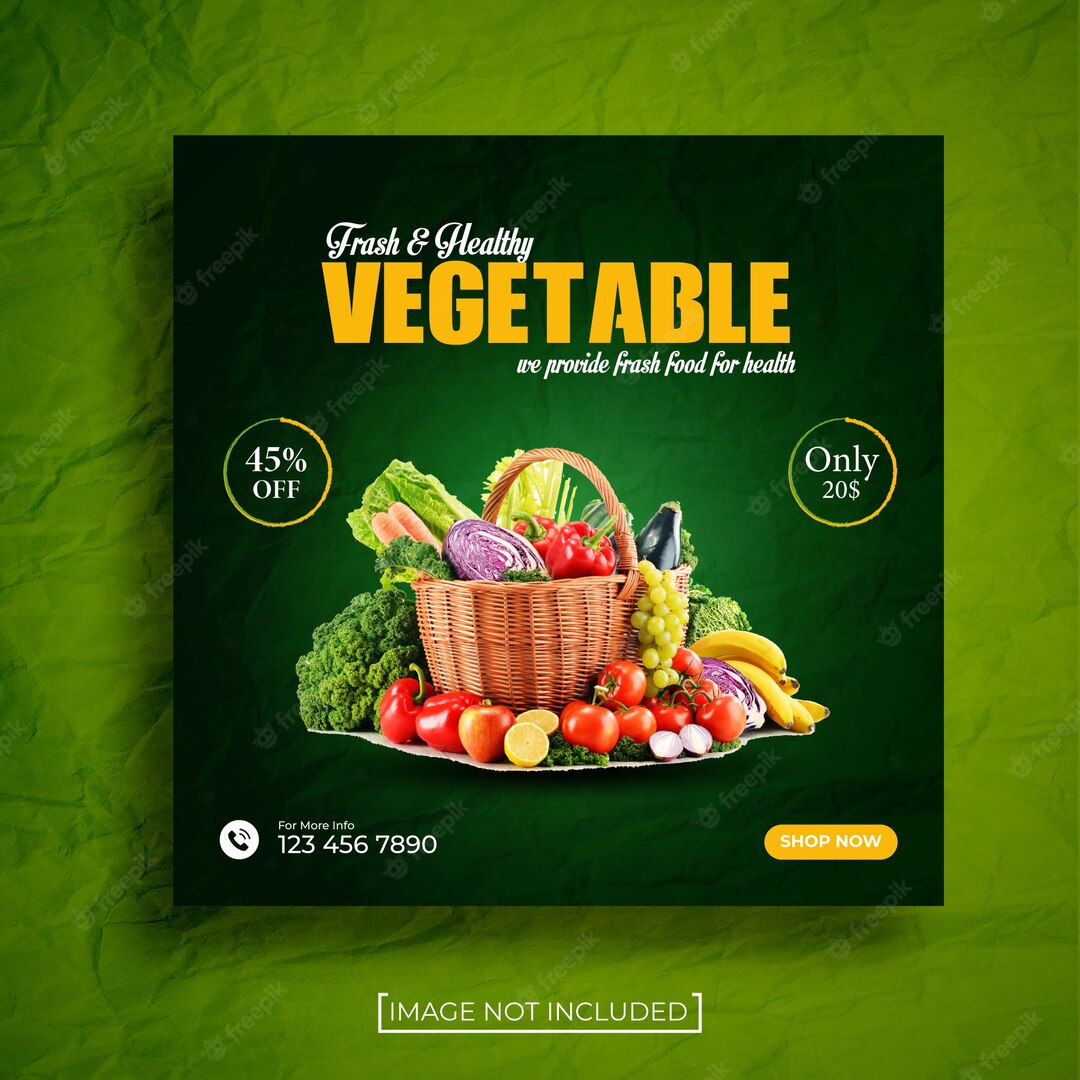 Frash & Healthy
VEGETABLE
we provide frash food for health
45%
OFF
Only
20$
For More Info
123 456 7890
SHOP NOW
IMAGE NOT INCLUDED
freepik